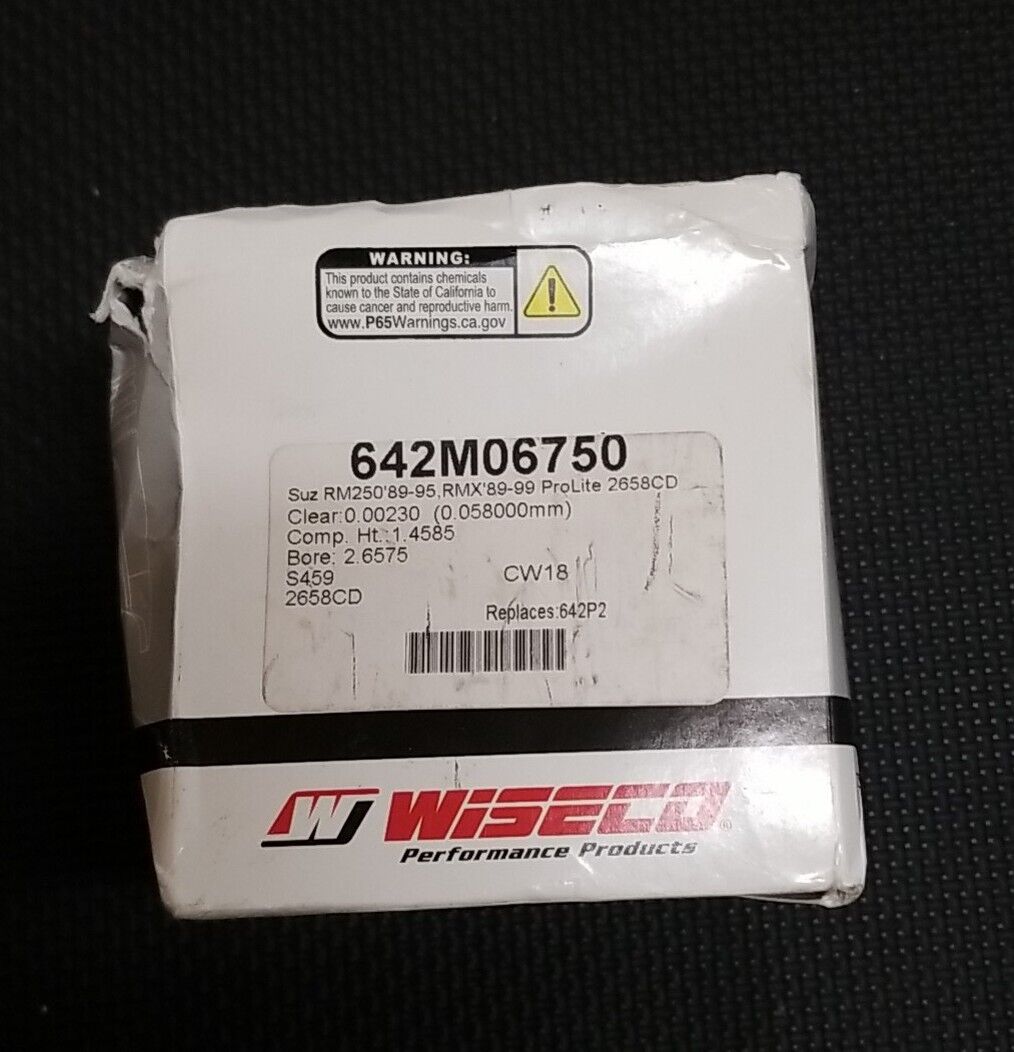 WARNING:
This product contains chemicals
known to the State of California to
cause cancer and reproductive harm.
www.P65Warnings.ca.gov
642M06750
Suz RM250'89-95,RMX'89-99 ProLite 2658CD
Clear:0.00230 (0.058000mm)
Comp. Ht.:1.4585
Bore: 2.6575
S459 CW18
2658CD
Replaces:642P2
W WISECO®
Performance Products